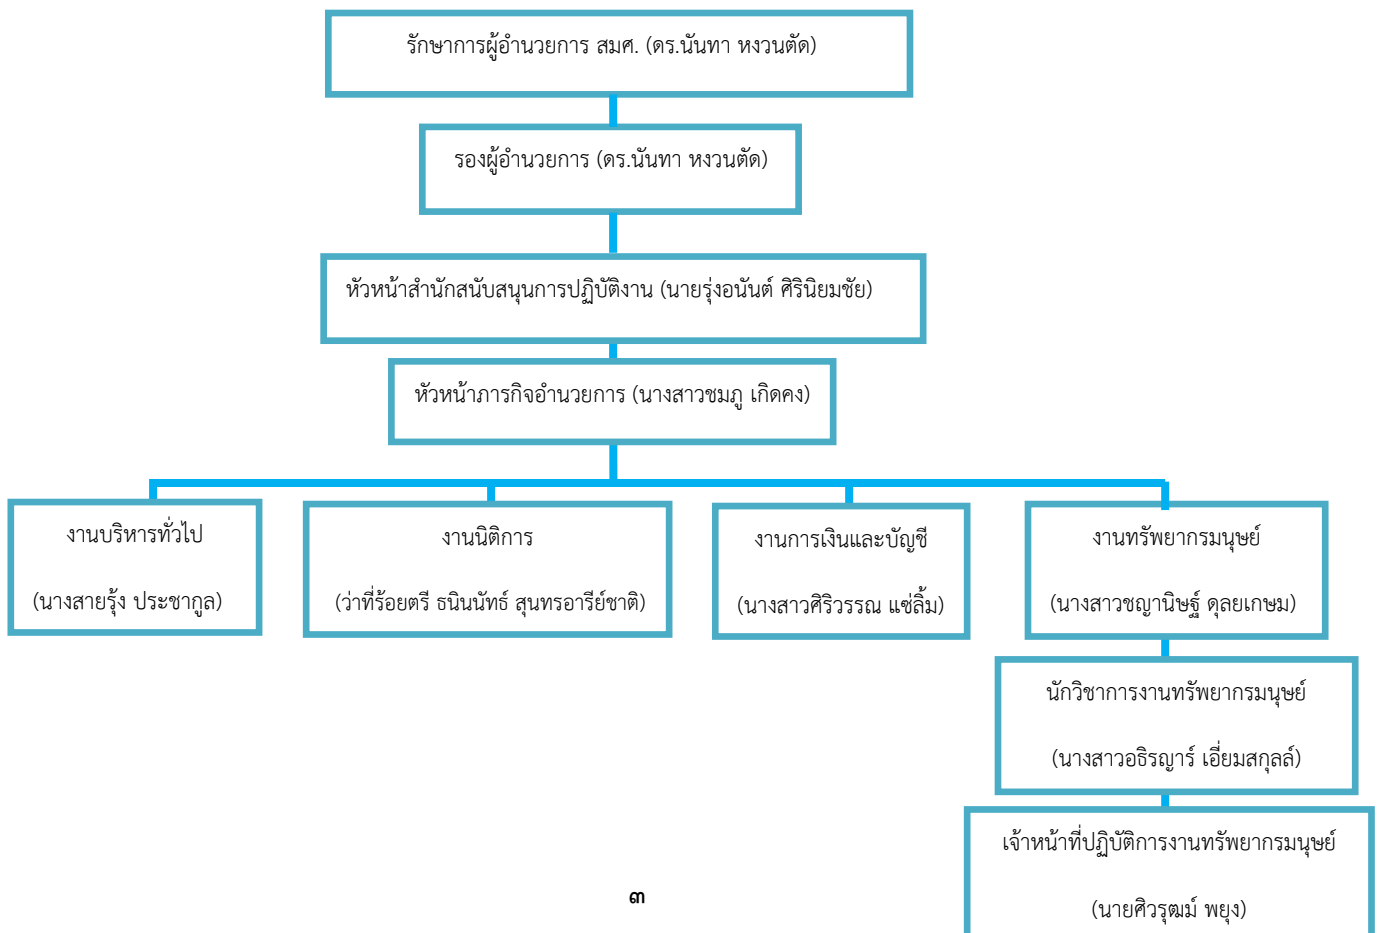 รักษาการผู้อำนวยการ สมศ. (ดร.นันทา หงวนตัด)
รองผู้อำนวยการ (ดร.นันทา หงวนตัด)
หัวหน้าสำนักสนับสนุนการปฏิบัติงาน (นายรุ่งอนันต์ ศิรินิยมชัย)
หัวหน้าภารกิจอำนวยการ (นางสาวชมภู เกิดคง)
งานบริหารทั่วไป
(นางสายรุ้ง ประชากูล)
งานนิติการ
(ว่าที่ร้อยตรี ธนินนัทธ์ สุนทรอารีย์ชาติ)
งานการเงินและบัญชี
(นางสาวศิริวรรณ แซ่ลิ้ม)
งานทรัพยากรมนุษย์
(นางสาวชญานิษฐ์ ดุลยเกษม)
นักวิชาการงานทรัพยากรมนุษย์
(นางสาวอธิรญาร์ เอี่ยมสกุลล์)
เจ้าหน้าที่ปฏิบัติการงานทรัพยากรมนุษย์
(นายศิวรุฒม์ พยุง)
๓